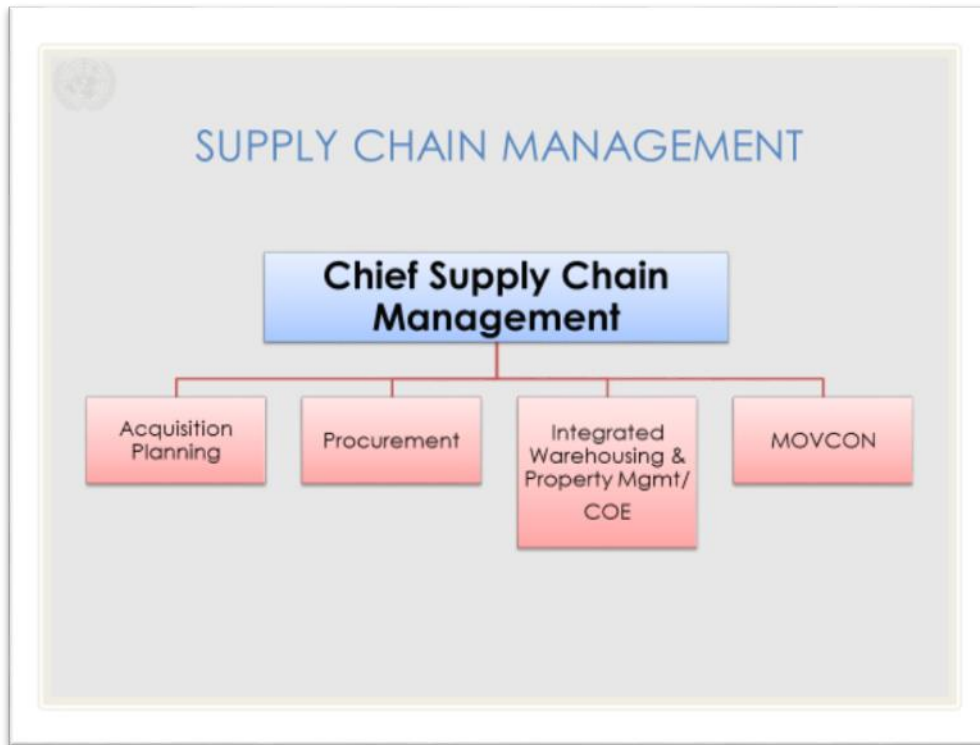 SUPPLY CHAIN MANAGEMENT
Chief Supply Chain
Management
Acquisition
Planning
Procurement
Integrated
Warehousing &
Property Mgmt/
COE
MOVCON